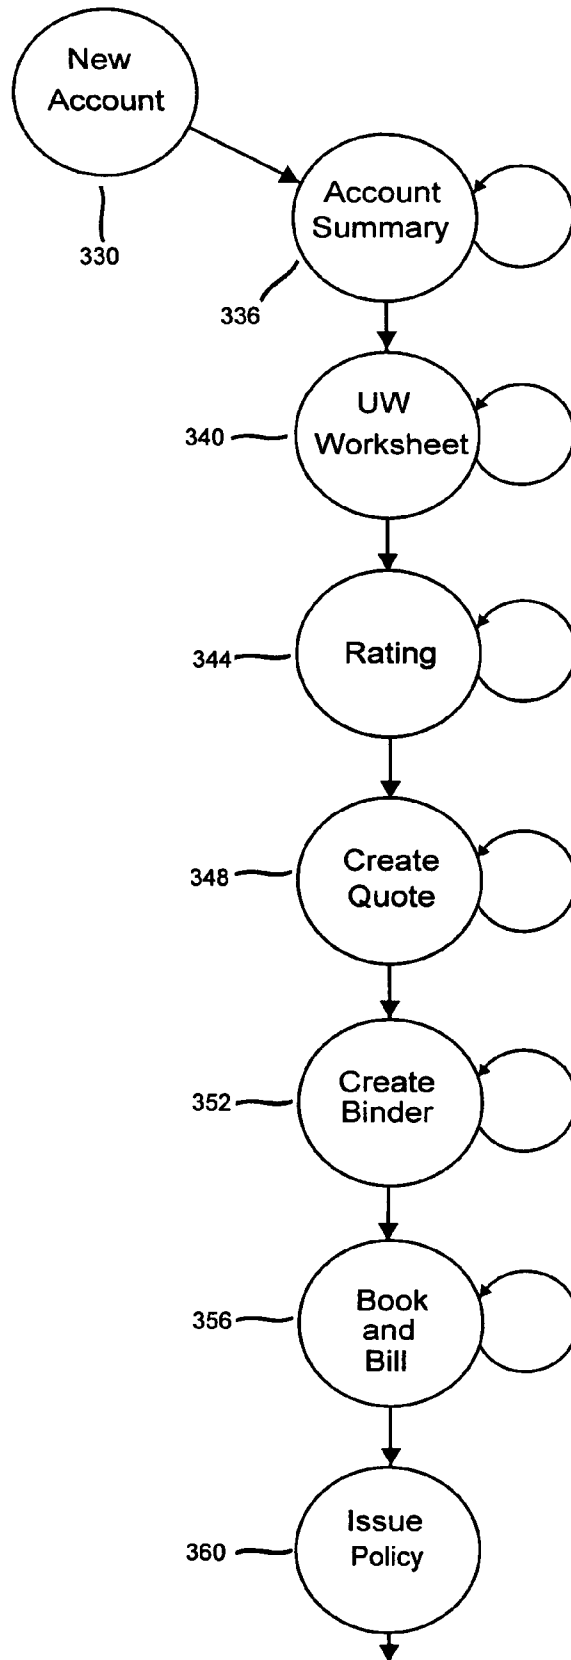 New
Account
330
Account
Summary
336
UW
Worksheet
340
Rating
344
Create
Quote
348
Create
Binder
352
Book
and
Bill
356
Issue
Policy
360